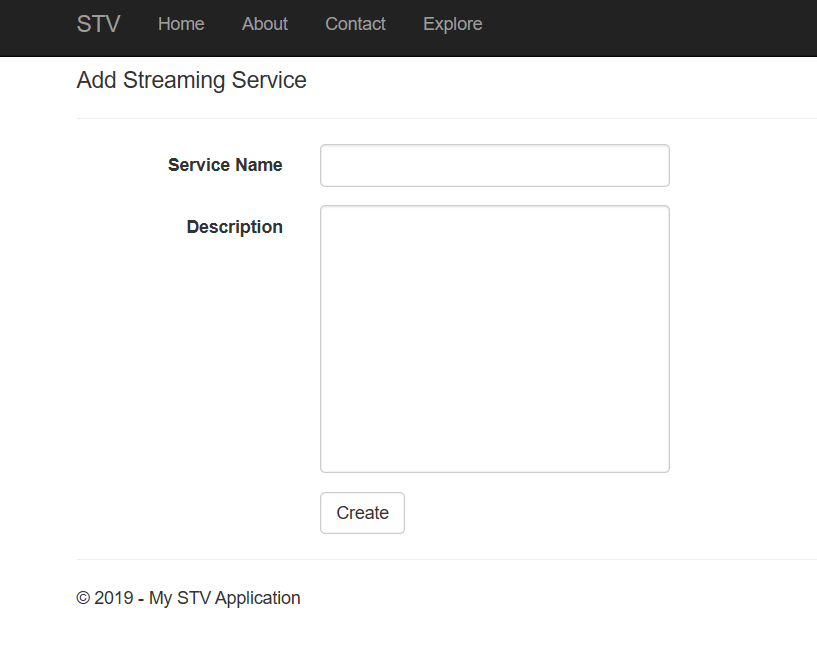 STV Home About Contact Explore
Add Streaming Service
Service Name
Description
Create
© 2019 - My STV Application